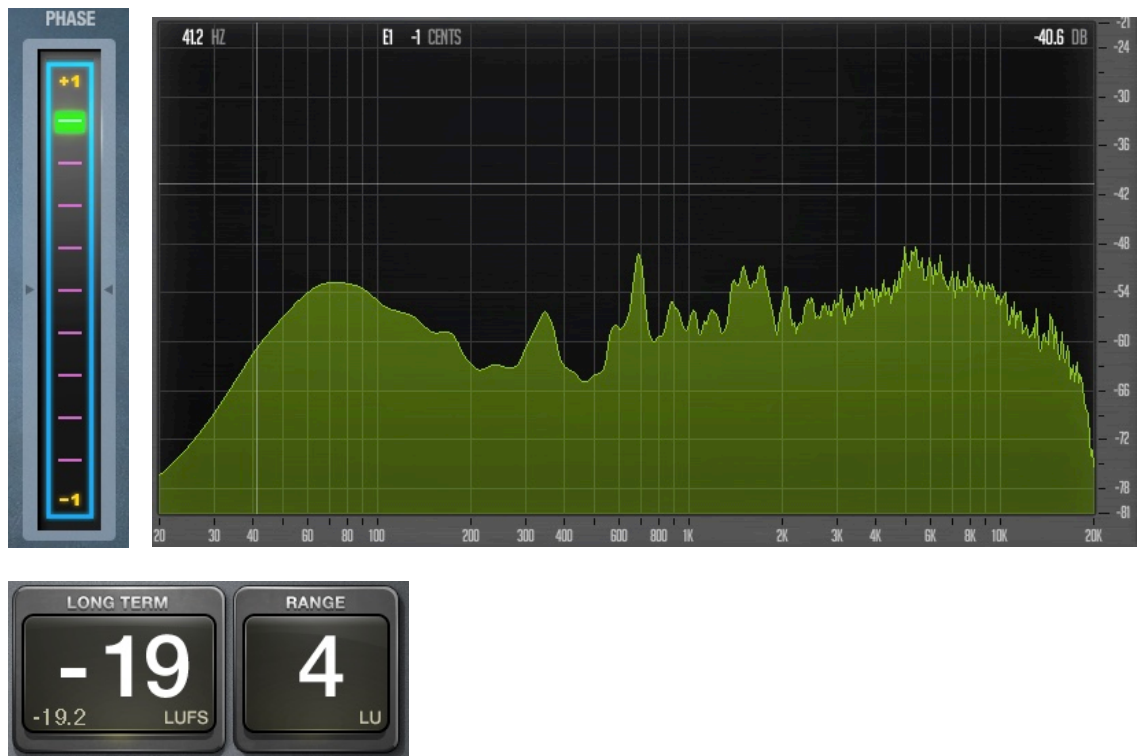 PHASE
+1
-1
41.2 HZ E1 -1 CENTS -40.6 DB
-21
-24
-30
-36
-42
-48
-54
-60
-66
-72
-78
-81
20 30 40 60 80 100 200 300 400 600 800 1K 2K 3K 4K 6K 8K 10K 20K
LONG TERM
-19
-19.2 LUFS
RANGE
4
LU